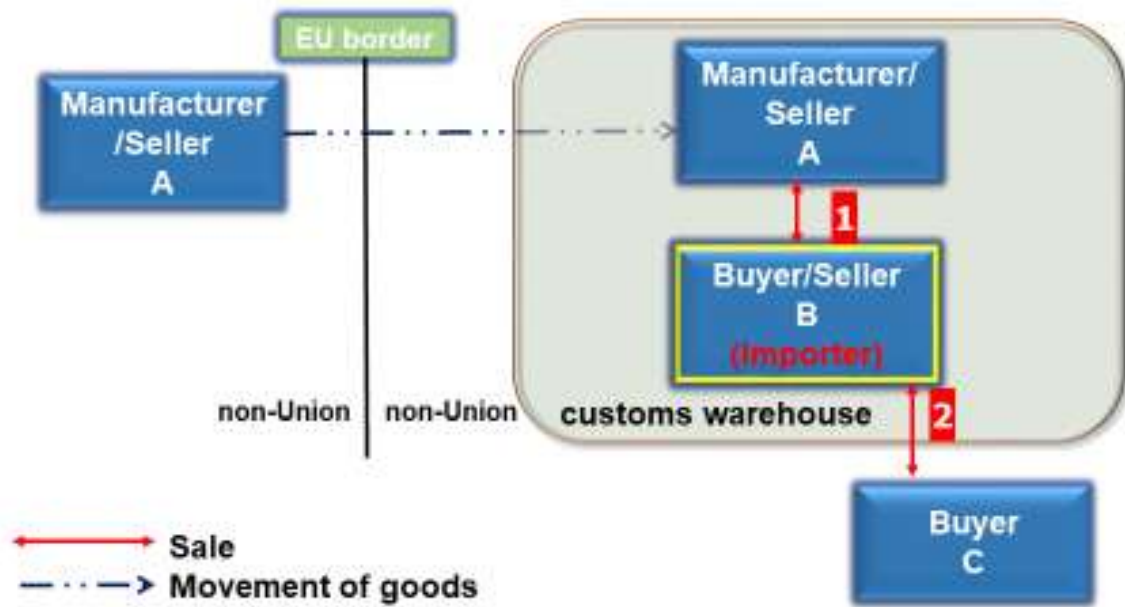 EU border
Manufacturer
/Seller
A
Manufacturer/
Seller
A
1
Buyer/Seller
B
(importer)
non-Union
non-Union
customs warehouse
2
Buyer
C
Sale
Movement of goods